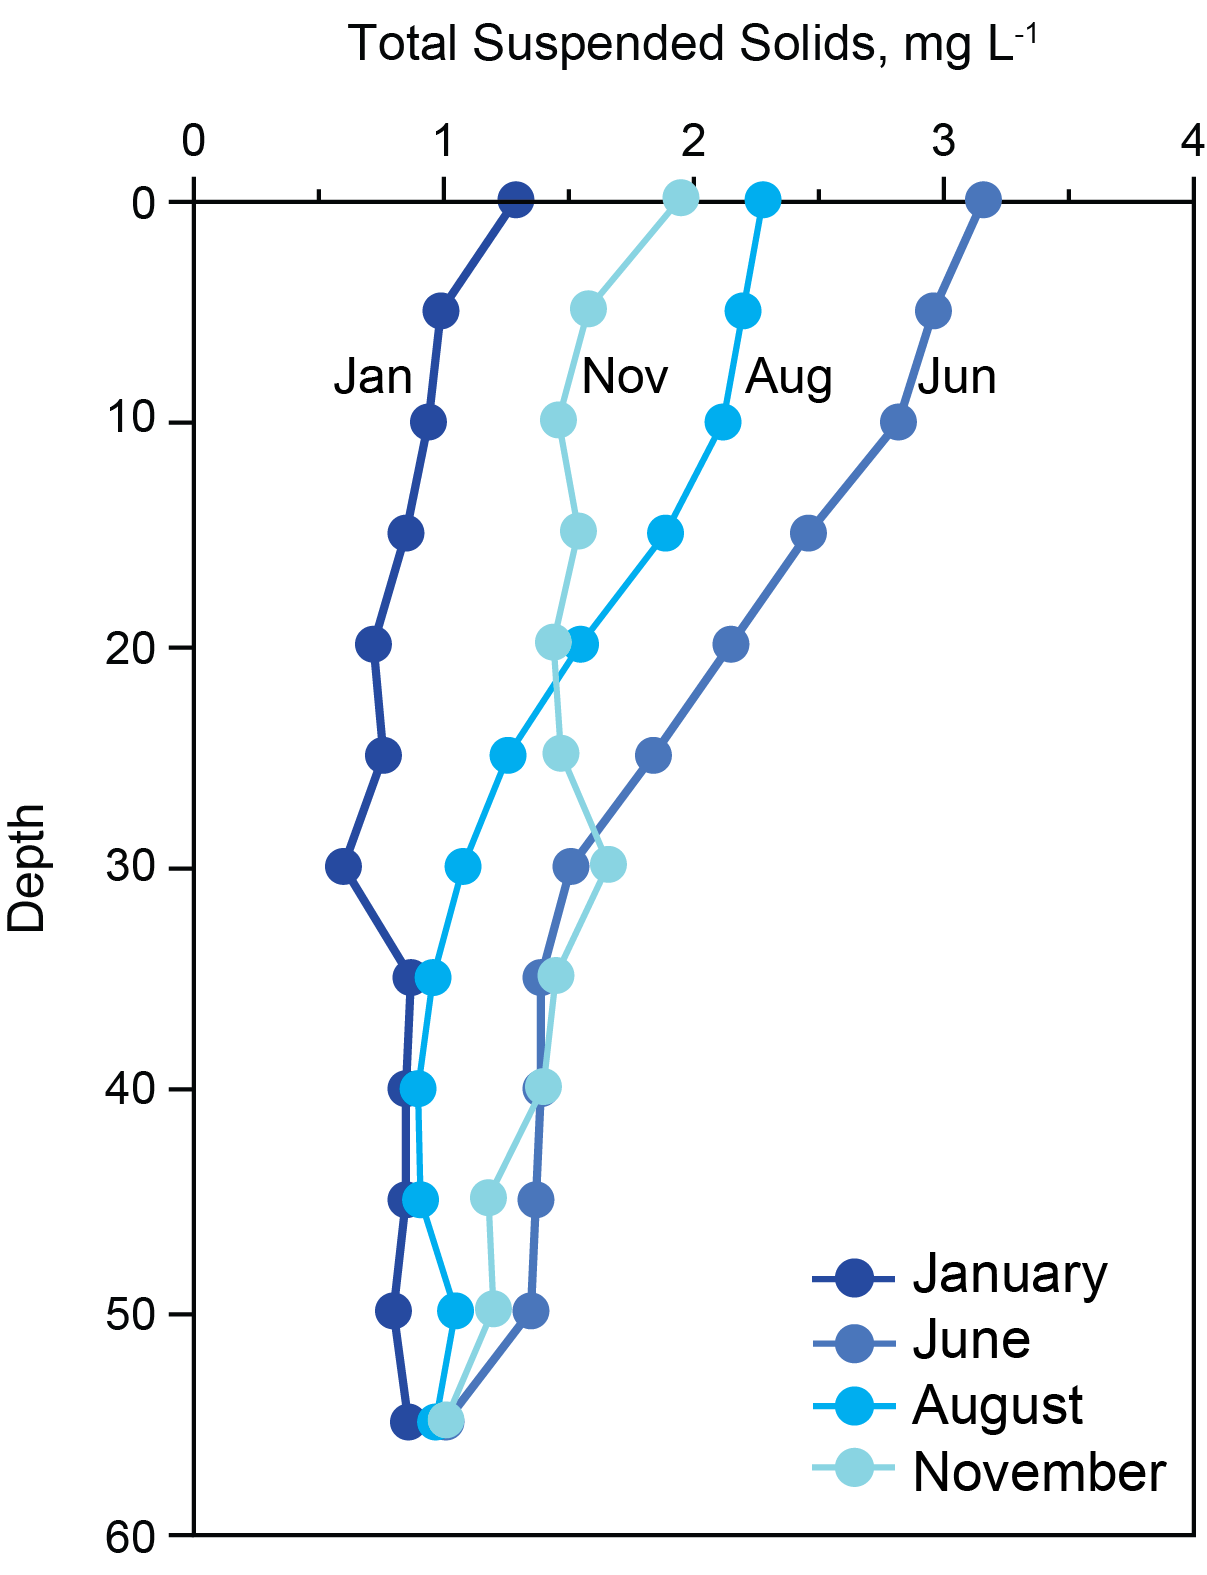 Total Suspended Solids, mg L-1
0 1 2 3 4
0
Jan Nov Aug Jun
10
20
30
40
50
60
Depth
January
June
August
November